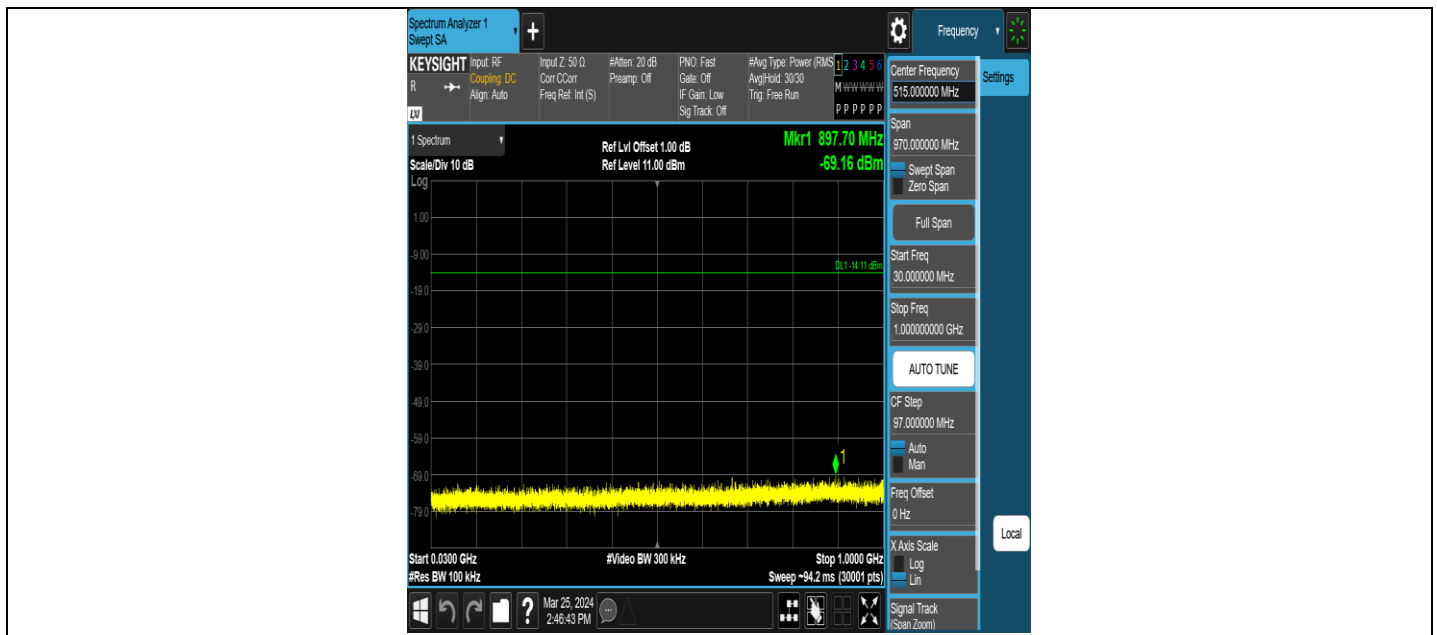 Spectrum Analyzer 1
Swept SA
+
Frequency
KEYSIGHT
R
LXI
Input: RF
Coupling: DC
Align: Auto
Input Z: 50 Ω
Corr CCorr
Freq Ref: Int (S)
#Atten: 20 dB
Preamp: Off
PNO: Fast
Gate: Off
IF Gain: Low
Sig Track: Off
#Avg Type: Power (RMS
Avg|Hold: 30/30
Trig: Free Run
1 2 3 4 5 6
M W W W W W
P P P P P P
1 Spectrum
Scale/Div 10 dB
Log
Ref Lvl Offset 1.00 dB
Ref Level 11.00 dBm
Mkr1 897.70 MHz
-69.16 dBm
1.00
-9.00
DL1 -14.11 dBm
-19.0
-29.0
-39.0
-49.0
-59.0
1
-69.0
-79.0
Start 0.0300 GHz
#Res BW 100 kHz
#Video BW 300 kHz
Stop 1.0000 GHz
Sweep ~94.2 ms (30001 pts)
?
Mar 25, 2024
2:46:43 PM
Center Frequency
515.000000 MHz
Settings
Span
970.000000 MHz
Swept Span
Zero Span
Full Span
Start Freq
30.000000 MHz
Stop Freq
1.000000000 GHz
AUTO TUNE
CF Step
97.000000 MHz
Auto
Man
Freq Offset
0 Hz
X Axis Scale
Log
Lin
Local
Signal Track
(Span Zoom)